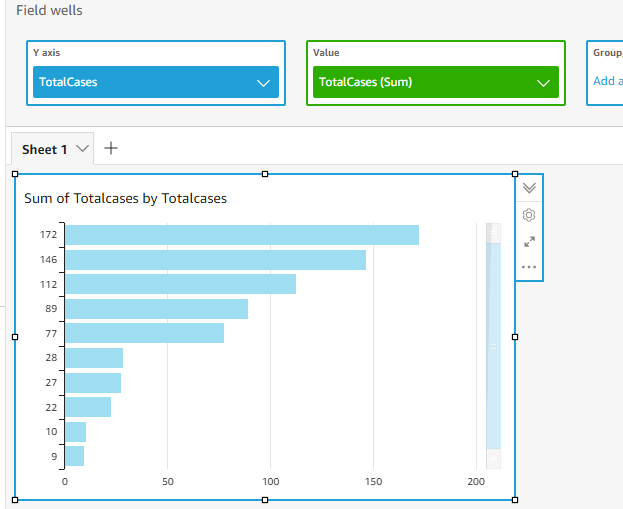 Field wells
Y axis
TotalCases
Value
TotalCases (Sum)
Group/
Add a
Sheet 1
Sum of Totalcases by Totalcases
172
146
112
89
77
28
27
22
10
9
0 50 100 150 200